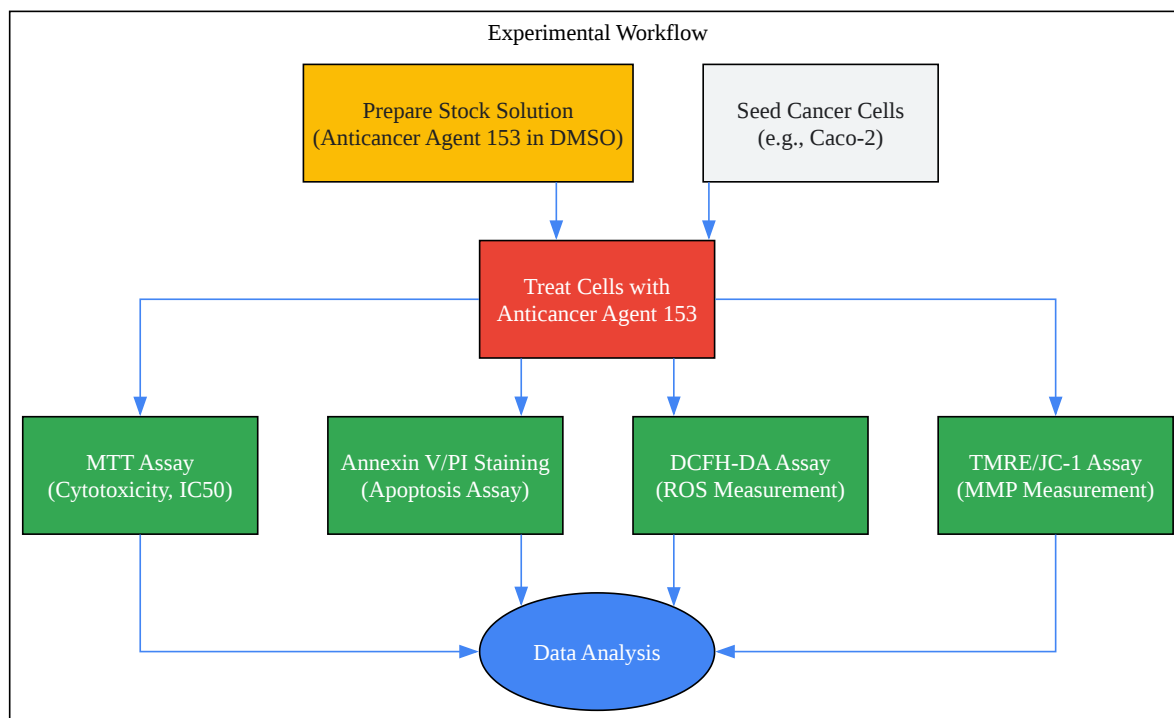 Experimental Workflow
Prepare Stock Solution
(Anticancer Agent 153 in DMSO)
Seed Cancer Cells
(e.g., Caco-2)
Treat Cells with
Anticancer Agent 153
MTT Assay
(Cytotoxicity, IC50)
Annexin V/PI Staining
(Apoptosis Assay)
DCFH-DA Assay
(ROS Measurement)
TMRE/JC-1 Assay
(MMP Measurement)
Data Analysis